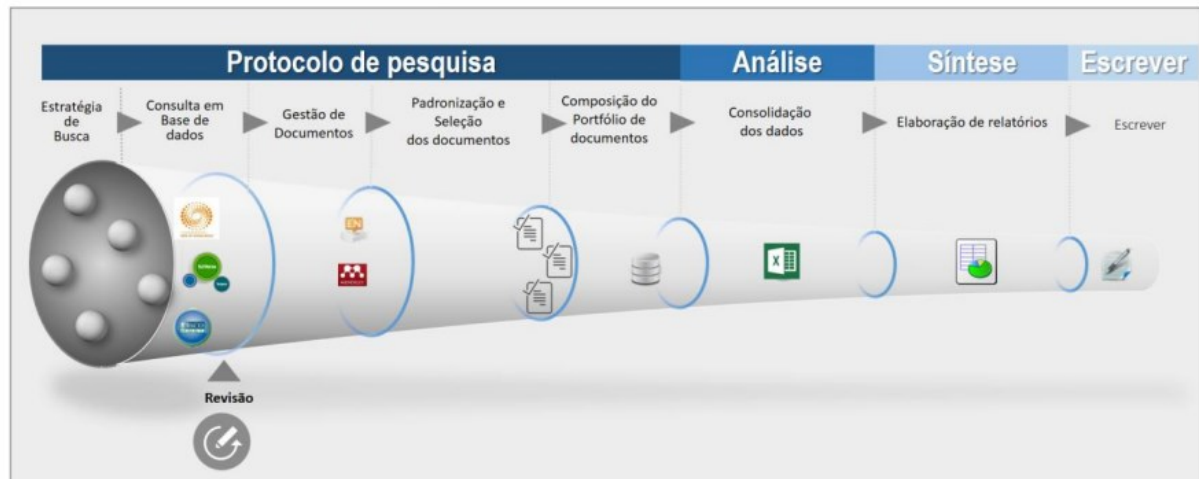 Protocolo de pesquisa
Análise
Síntese
Escrever
Estratégia
de
Busca
Consulta em
Base de
dados
Gestão de
Documentos
Padronização e
Seleção
dos documentos
Composição do
Portfólio de
documentos
Consolidação
dos dados
Elaboração de relatórios
Escrever
EN
X
Revisão